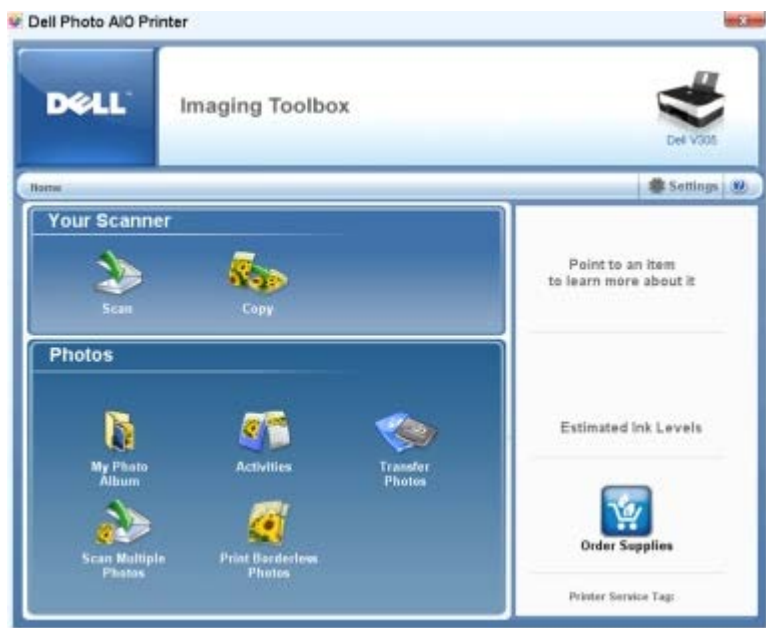 Dell Photo AIO Printer
DELL
Imaging Toolbox
Dell V305
Home
Settings
?
Your Scanner
Scan
Copy
Point to an item
to learn more about it
Photos
My Photo
Album
Activities
Transfer
Photos
Scan Multiple
Photos
Print Borderless
Photos
Estimated Ink Levels
Order Supplies
Printer Service Tag: